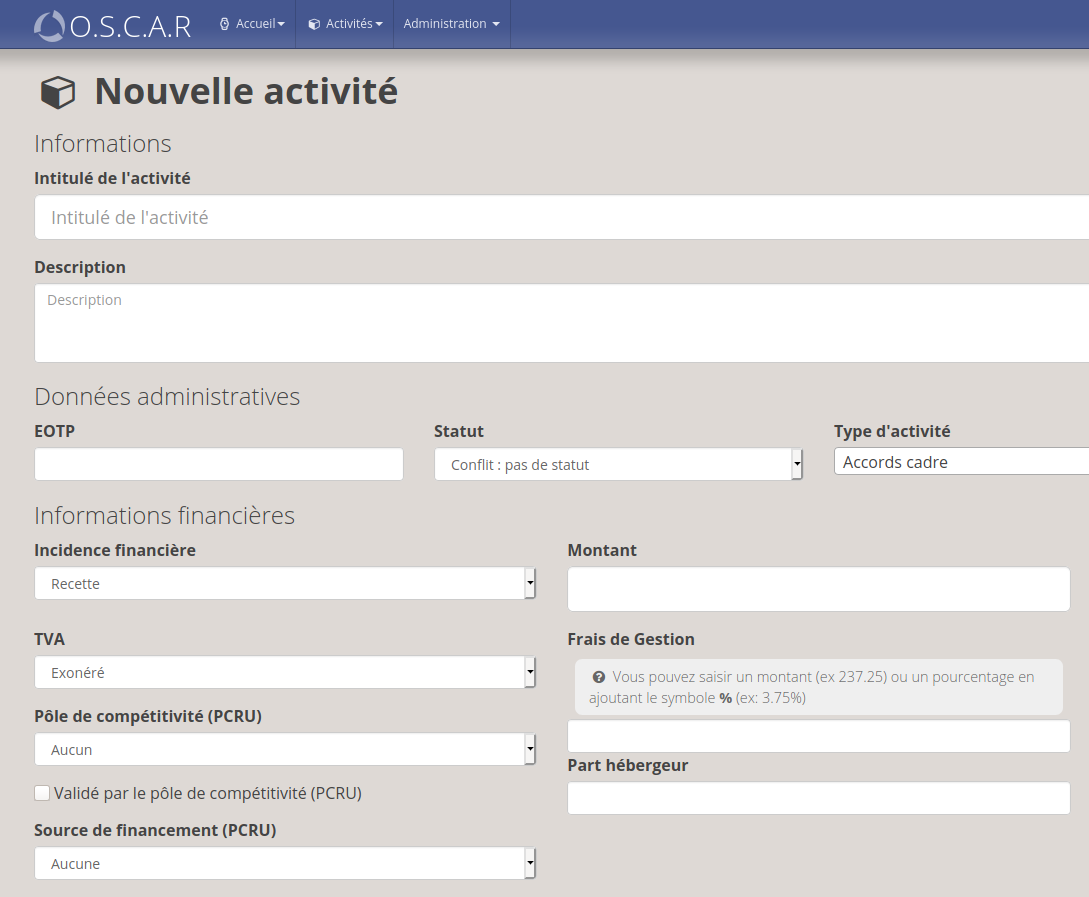 O.S.C.A.R Accueil Activités Administration
Nouvelle activité
Informations
Intitulé de l'activité
Intitulé de l'activité
Description
Description
Données administratives
EOTP Statut Type d'activité
Conflit : pas de statut Accords cadre
Informations financières
Incidence financière Montant
Recette
TVA Frais de Gestion
Exonéré
Vous pouvez saisir un montant (ex 237.25) ou un pourcentage en
ajoutant le symbole % (ex: 3.75%)
Pôle de compétitivité (PCRU)
Aucun
Part hébergeur
Validé par le pôle de compétitivité (PCRU)
Source de financement (PCRU)
Aucune